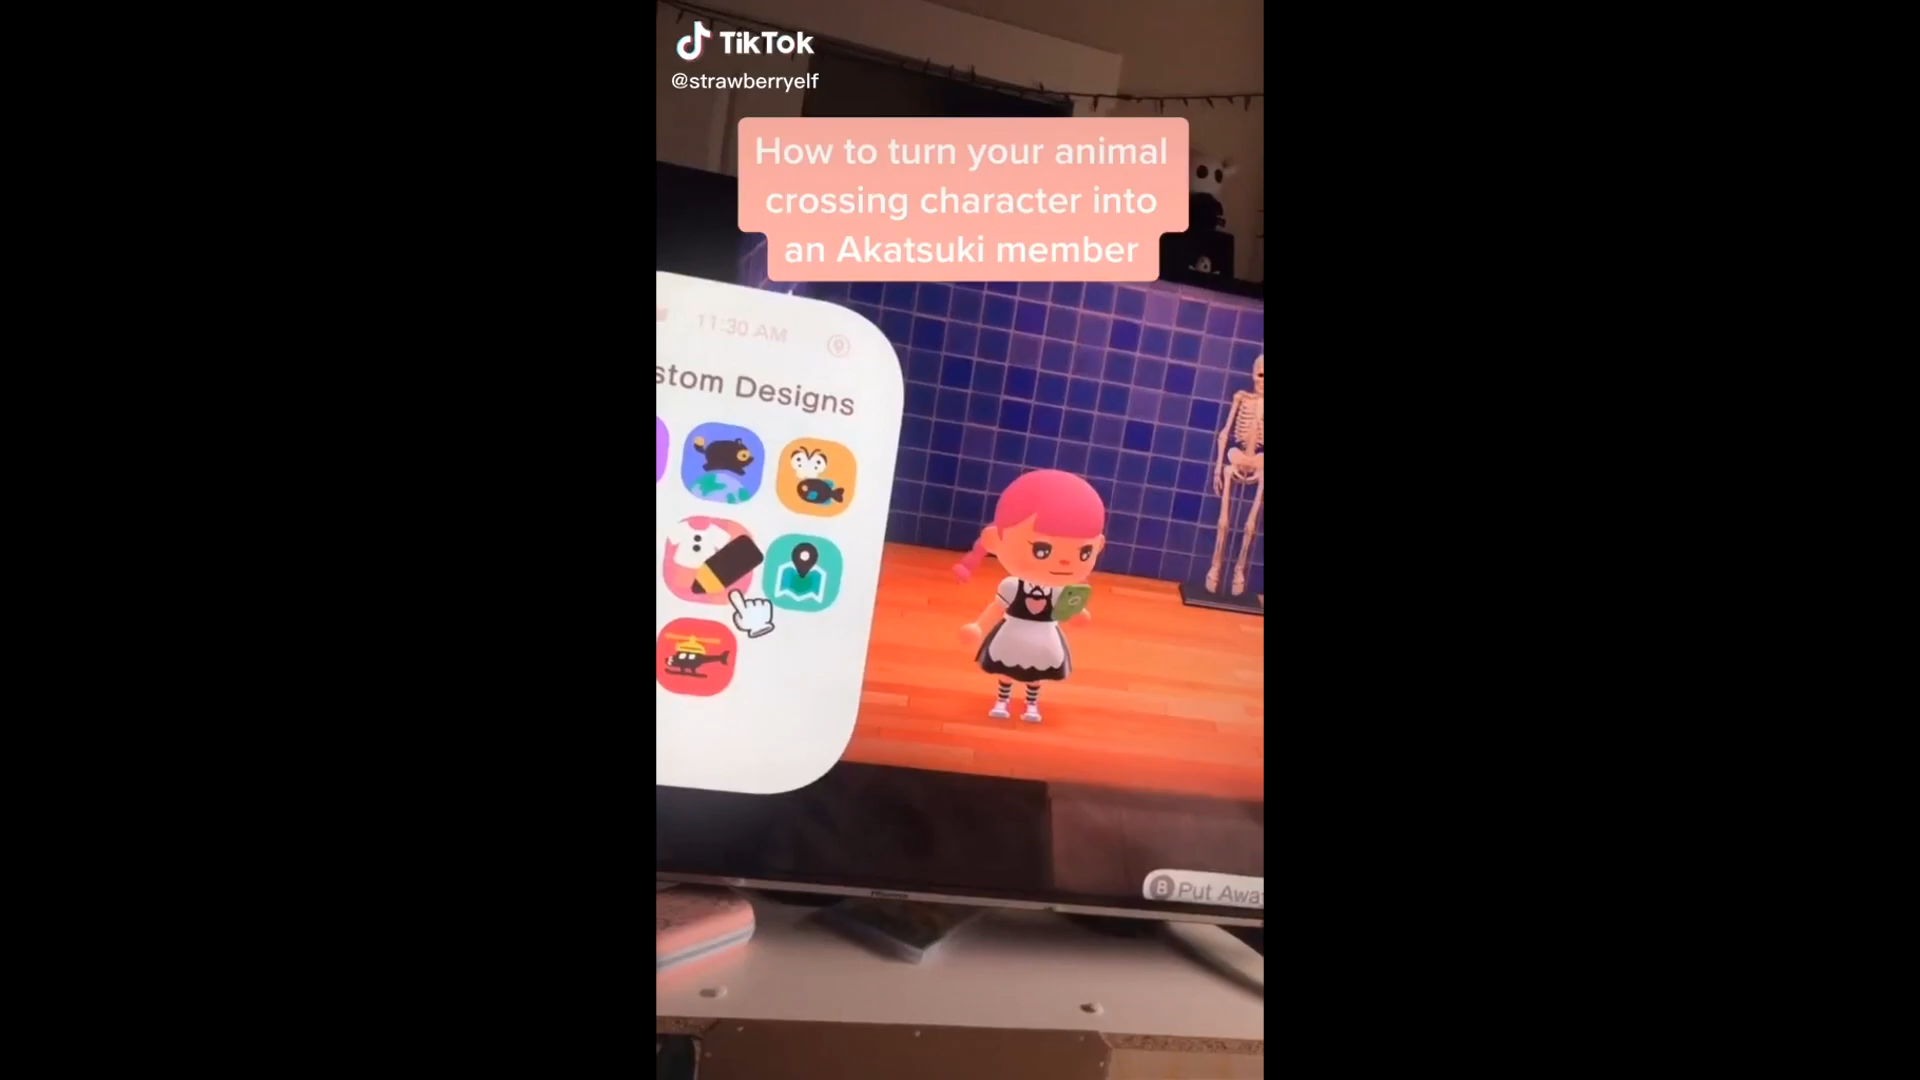 TikTok
@strawberryelf
How to turn your animal
crossing character into
an Akatsuki member
11:30 AM
stom Designs
B Put Awa
Hisense